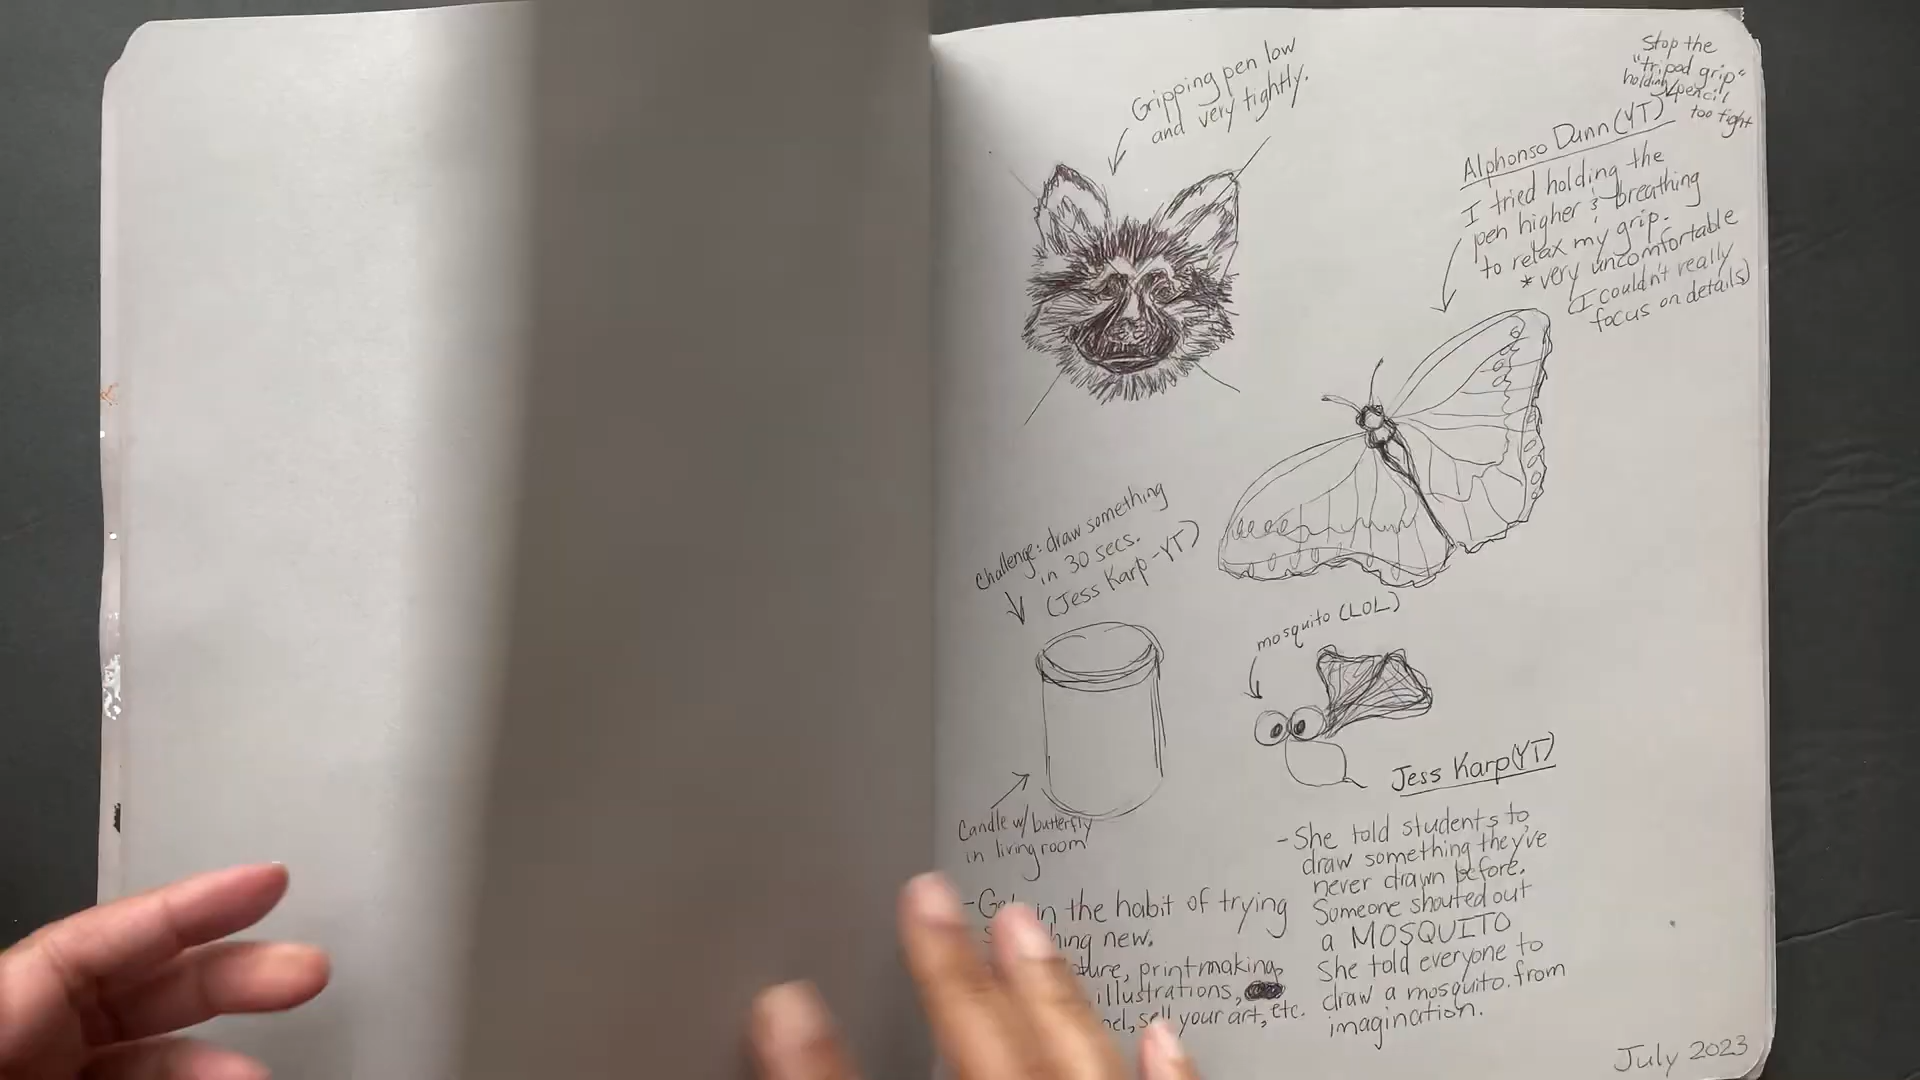 Gripping pen low
and very tightly.
Stop the
"tripod grip"
holding pencil
too tight
Alphonso Dunn (YT)
I tried holding the
pen higher & breathing
to relax my grip.
* very uncomfortable
(I couldn't really
focus on details)
Challenge: draw something
in 30 secs.
(Jess Karp-YT)
mosquito (LOL)
Candle w/ butterfly
in living room
Jess Karp (YT)
- She told students to
draw something they've
never drawn before.
Someone shouted out
a MOSQUITO
She told everyone to
draw a mosquito from
imagination.
in the habit of trying
new.
printmaking,
illustrations,
sell your art, etc.
July 2023